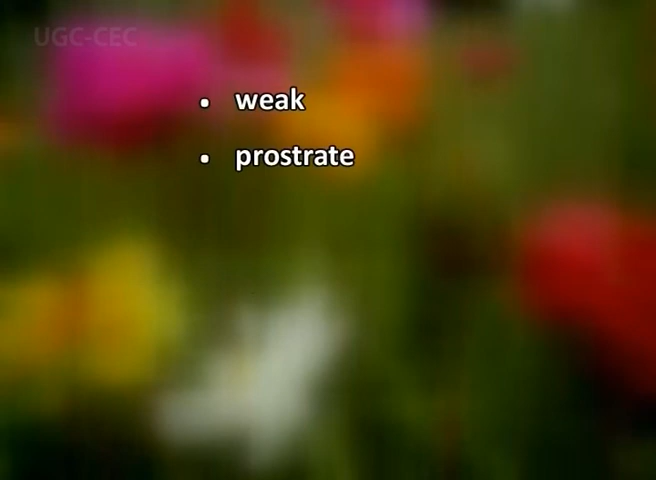 UGC-CEC
• weak
• prostrate